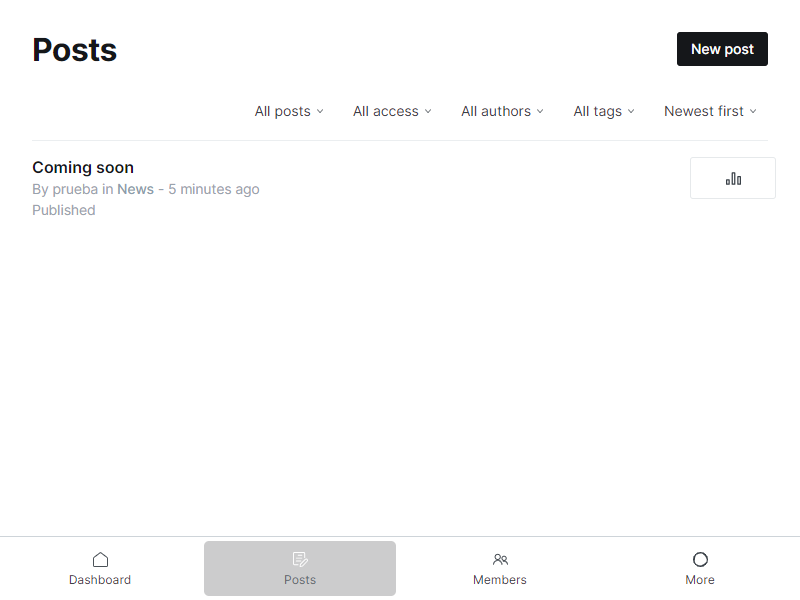 Posts
New post
All posts
All access
All authors
All tags
Newest first
Coming soon
By prueba in News - 5 minutes ago
Published
Dashboard
Posts
Members
More